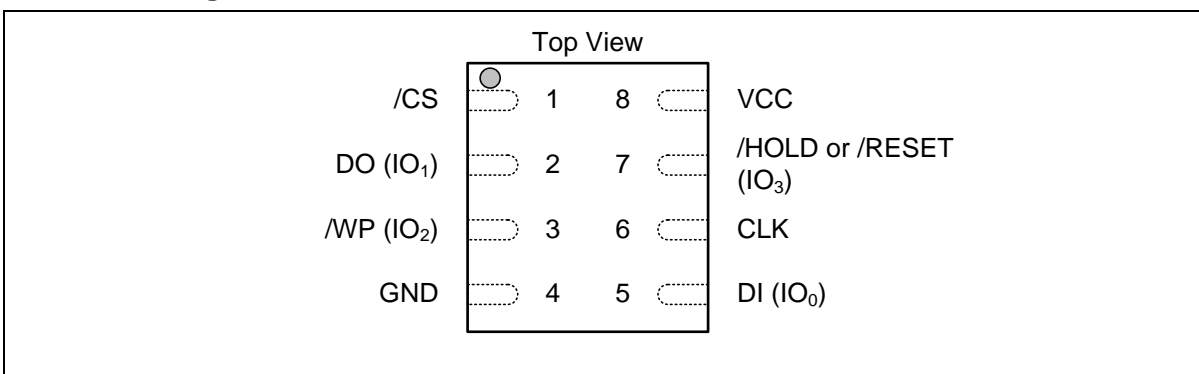 Top View
/CS 1 8 VCC
DO (IO₁) 2 7 /HOLD or /RESET
(IO₃)
/WP (IO₂) 3 6 CLK
GND 4 5 DI (IO₀)